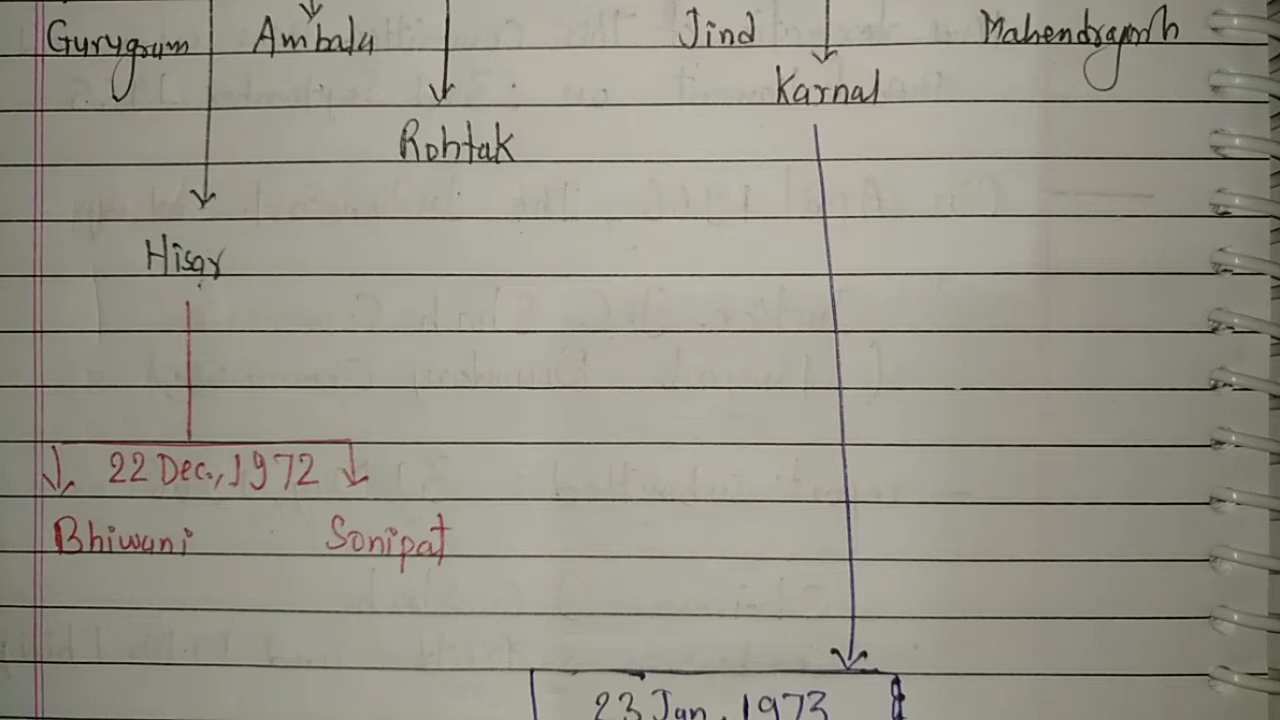 Gurugram Ambala Jind Mahendragarh
Karnal
Rohtak
Hisar
22 Dec., 1972
Bhiwani Sonipat
23 Jan, 1973